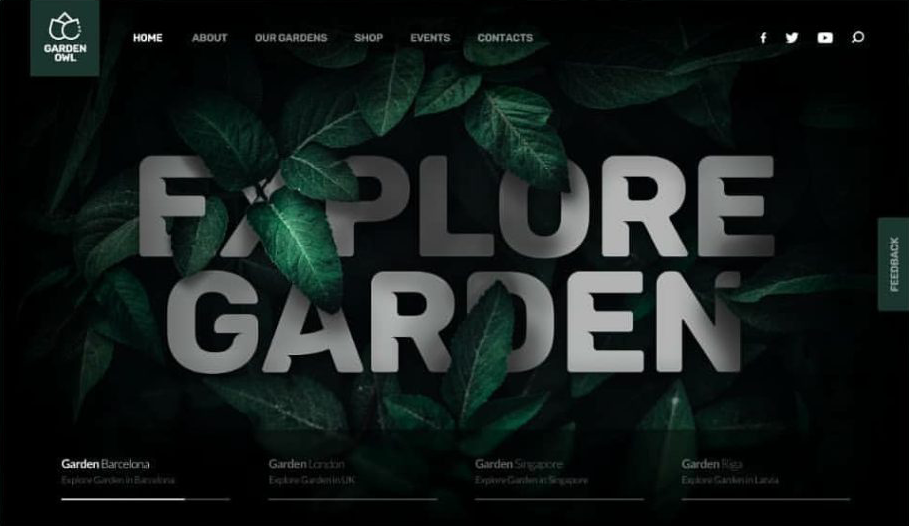 GARDEN
OWL
HOME ABOUT OUR GARDENS SHOP EVENTS CONTACTS
EXPLORE
GARDEN
FEEDBACK
Garden Barcelona
Explore Garden in Barcelona
Garden London
Explore Garden in UK
Garden Singapore
Explore Garden in Singapore
Garden Riga
Explore Garden in Latvia